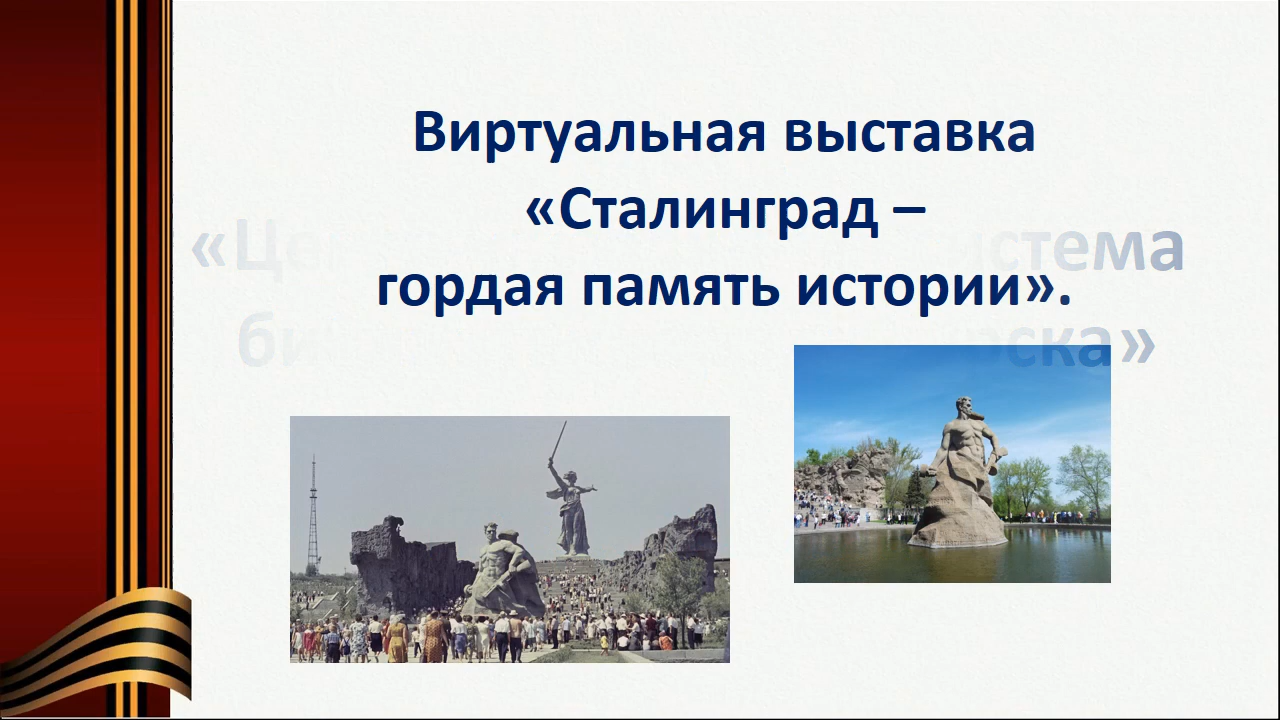 Виртуальная выставка
«Сталинград –
гордая память истории».